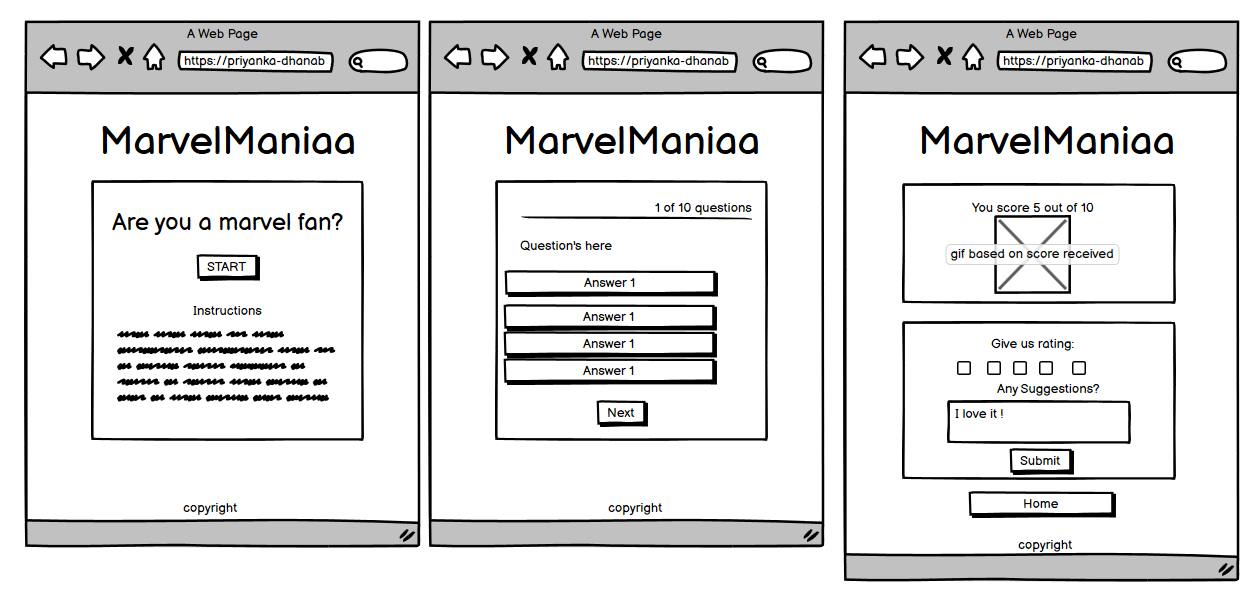 A Web Page
https://priyanka-dhanab
MarvelManiaa
Are you a marvel fan?
START
Instructions
copyright
A Web Page
https://priyanka-dhanab
MarvelManiaa
1 of 10 questions
Question's here
Answer 1
Answer 1
Answer 1
Answer 1
Next
copyright
A Web Page
https://priyanka-dhanab
MarvelManiaa
You score 5 out of 10
gif based on score received
Give us rating:
Any Suggestions?
I love it !
Submit
Home
copyright